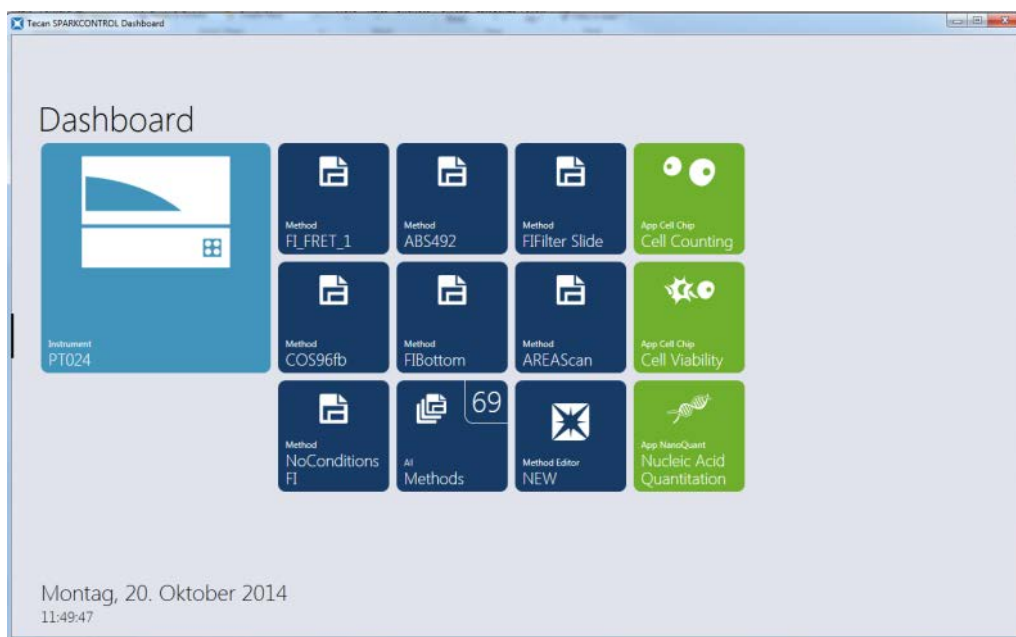 Tecan SPARKCONTROL Dashboard
Dashboard
Instrument
PT024
Method
FI_FRET_1
Method
ABS492
Method
FIFilter Slide
App Cell Chip
Cell Counting
Method
COS96fb
Method
FIBottom
Method
AREAScan
App Cell Chip
Cell Viability
Method
NoConditions
FI
69
All
Methods
Method Editor
NEW
App NanoQuant
Nucleic Acid
Quantitation
Montag, 20. Oktober 2014
11:49:47